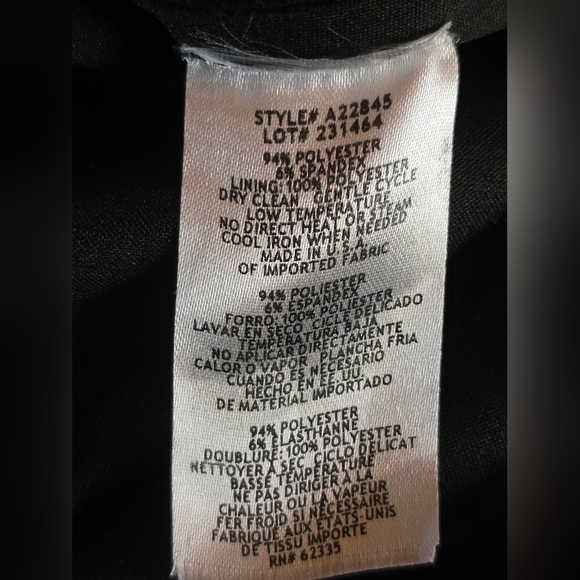 STYLE# A22845
LOT# 231464
94% POLYESTER
6% SPANDEX
LINING: 100% POLYESTER
DRY CLEAN GENTLE CYCLE
LOW TEMPERATURE
NO DIRECT HEAT OR STEAM
COOL IRON WHEN NEEDED
MADE IN U.S.A.
OF IMPORTED FABRIC
94% POLIESTER
6% ESPANDEX
FORRO: 100% POLIESTER
LAVAR EN SECO CICLO DELICADO
TEMPERATURA BAJA
NO APLICAR DIRECTAMENTE
CALOR O VAPOR, PLANCHA FRIA
CUANDO ES NECESARIO
HECHO EN EE.UU.
DE MATERIAL IMPORTADO
94% POLYESTER
6% ELASTHANNE
DOUBLURE: 100% POLYESTER
NETTOYER A SEC CICLO DELICAT
BASSE TEMPERATURE
NE PAS DIRIGER LA
CHALEUR OU LA VAPEUR
FER FROID SI NECESSAIRE
FABRIQUE AUX ETATS-UNIS
DE TISSU IMPORTE
RN# 62335